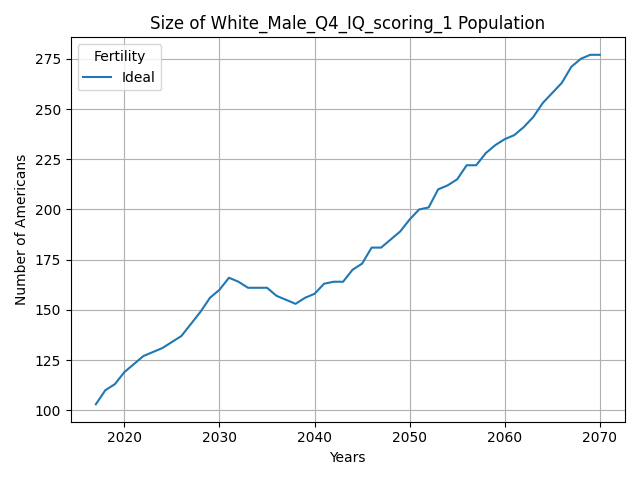 Size of White_Male_Q4_IQ_scoring_1 Population
Fertility
Ideal
Number of Americans
275
250
225
200
175
150
125
100
2020 2030 2040 2050 2060 2070
Years